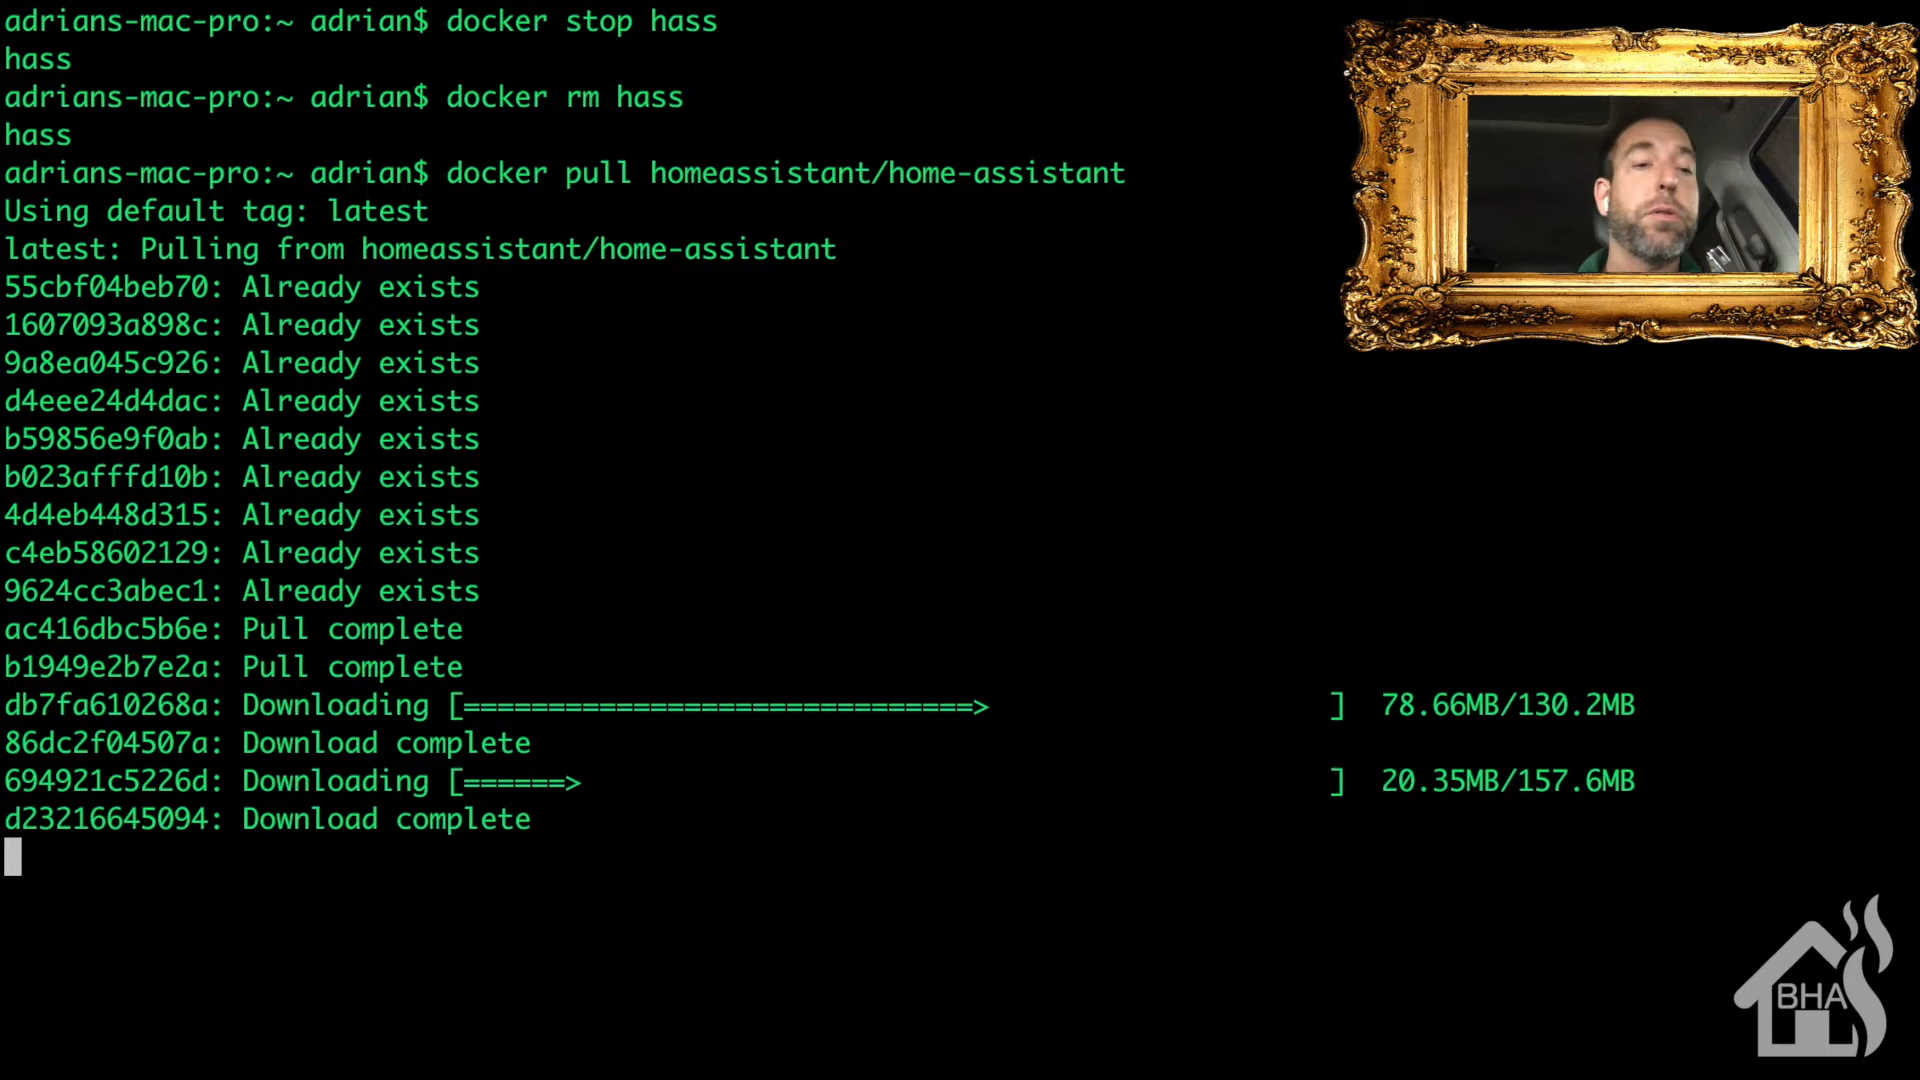 adrians-mac-pro:~ adrian$ docker stop hass
hass
adrians-mac-pro:~ adrian$ docker rm hass
hass
adrians-mac-pro:~ adrian$ docker pull homeassistant/home-assistant
Using default tag: latest
latest: Pulling from homeassistant/home-assistant
55cbf04beb70: Already exists
1607093a898c: Already exists
9a8ea045c926: Already exists
d4eee24d4dac: Already exists
b59856e9f0ab: Already exists
b023afffd10b: Already exists
4d4eb448d315: Already exists
c4eb58602129: Already exists
9624cc3abec1: Already exists
ac416dbc5b6e: Pull complete
b1949e2b7e2a: Pull complete
db7fa610268a: Downloading [==============================>                    ]  78.66MB/130.2MB
86dc2f04507a: Download complete
694921c5226d: Downloading [======>                                            ]  20.35MB/157.6MB
d23216645094: Download complete
BHA